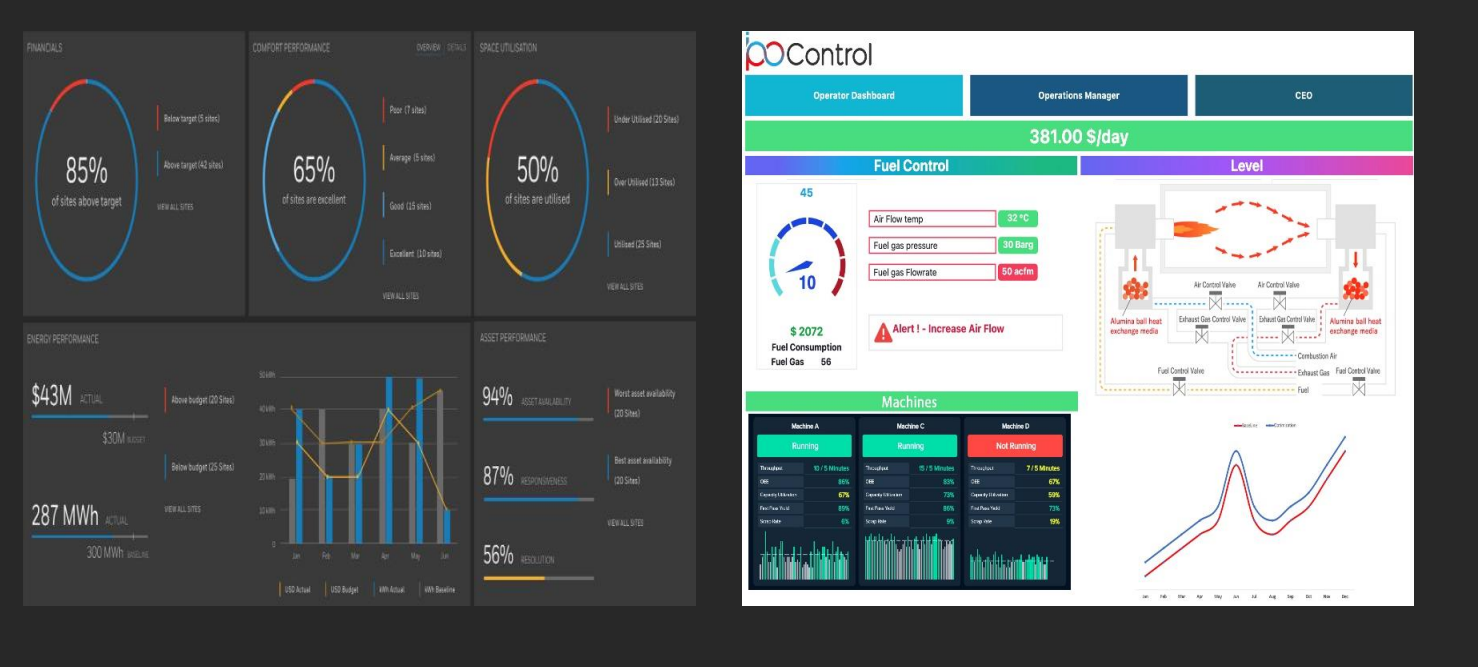 FINANCIALS
85%
of sites above target
Below target (5 sites)
Above target (42 sites)
VIEW ALL SITES
COMFORT PERFORMANCE
OVERVIEW
DETAILS
65%
of sites are excellent
Poor (7 sites)
Average (5 sites)
Good (15 sites)
Excellent (10 sites)
VIEW ALL SITES
SPACE UTILISATION
50%
of sites are utilised
Under Utilised (20 Sites)
Over Utilised (13 Sites)
Utilised (25 Sites)
VIEW ALL SITES
ENERGY PERFORMANCE
$43M ACTUAL
$30M BUDGET
287 MWh ACTUAL
300 MWh BASELINE
Above budget (20 Sites)
Below budget (25 Sites)
VIEW ALL SITES
50 kWh
40 kWh
30 kWh
20 kWh
10 kWh
0
Jan Feb Mar Apr May Jun
USD Actual USD Budget kWh Actual kWh Baseline
ASSET PERFORMANCE
94% ASSET AVAILABILITY
87% RESPONSIVENESS
56% RESOLUTION
Worst asset availability
(20 Sites)
Best asset availability
(20 Sites)
VIEW ALL SITES
Control
Operator Dashboard
Operations Manager
CEO
381.00 $/day
Fuel Control
45
10
$ 2072
Fuel Consumption
Fuel Gas 56
Air Flow temp 32 °C
Fuel gas pressure 30 Barg
Fuel gas Flowrate 50 acfm
Alert ! - Increase Air Flow
Level
Air Control Valve
Air Control Valve
Alumina ball heat
exchange media
Exhaust Gas Control Valve
Exhaust Gas Control Valve
Alumina ball heat
exchange media
Combustion Air
Fuel Control Valve
Exhaust Gas
Fuel Control Valve
Fuel
Machines
Machine A
Running
Throughput 10 / 5 Minutes
OEE 86%
Capacity Utilization 67%
First Pass Yield 89%
Scrap Rate 6%
Machine C
Running
Throughput 15 / 5 Minutes
OEE 83%
Capacity Utilization 73%
First Pass Yield 86%
Scrap Rate 9%
Machine D
Not Running
Throughput 7 / 5 Minutes
OEE 67%
Capacity Utilization 59%
First Pass Yield 73%
Scrap Rate 19%
Jan Feb Mar Apr May Jun Jul Aug Sep Oct Nov Dec